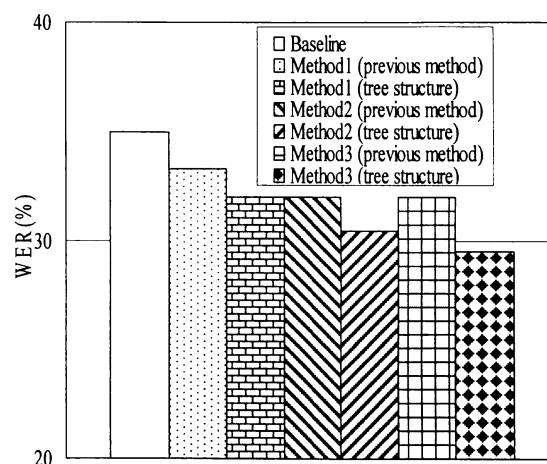 40
30
20
WER(%)
Baseline
Method1 (previous method)
Method1 (tree structure)
Method2 (previous method)
Method2 (tree structure)
Method3 (previous method)
Method3 (tree structure)